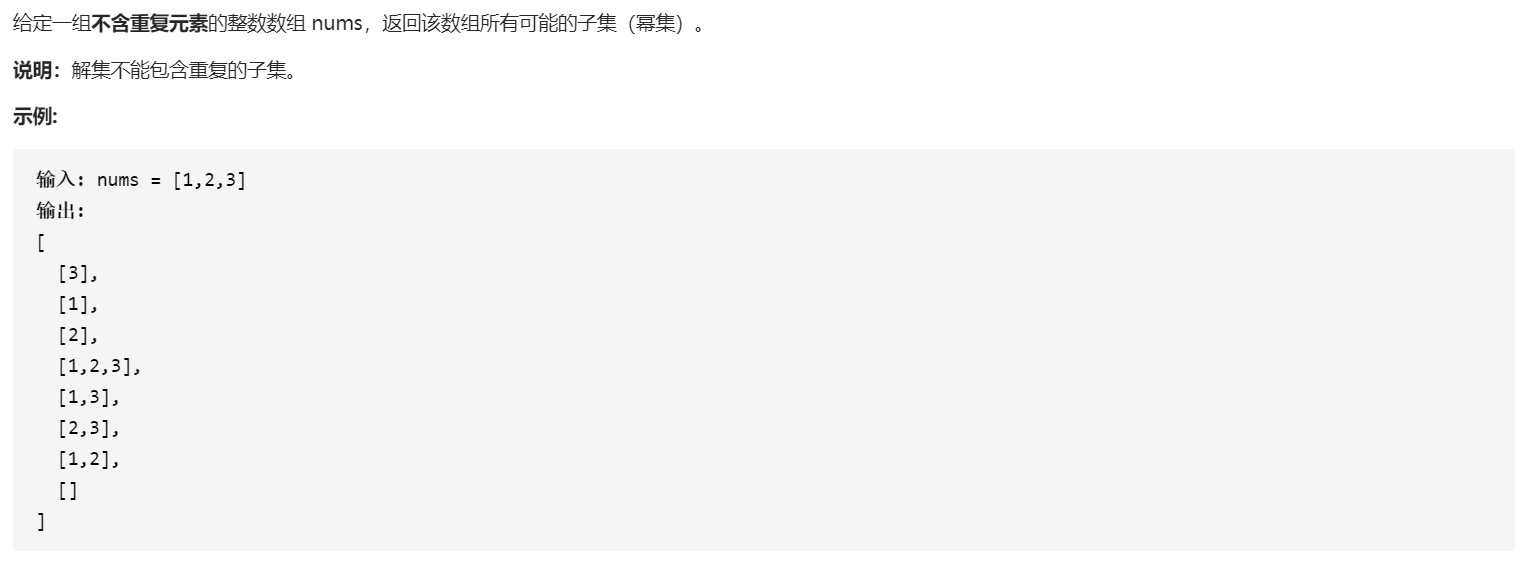 给定一组不含重复元素的整数数组 nums，返回该数组所有可能的子集（幂集）。
说明：解集不能包含重复的子集。
示例:
输入: nums = [1,2,3]
输出:
[
  [3],
  [1],
  [2],
  [1,2,3],
  [1,3],
  [2,3],
  [1,2],
  []
]